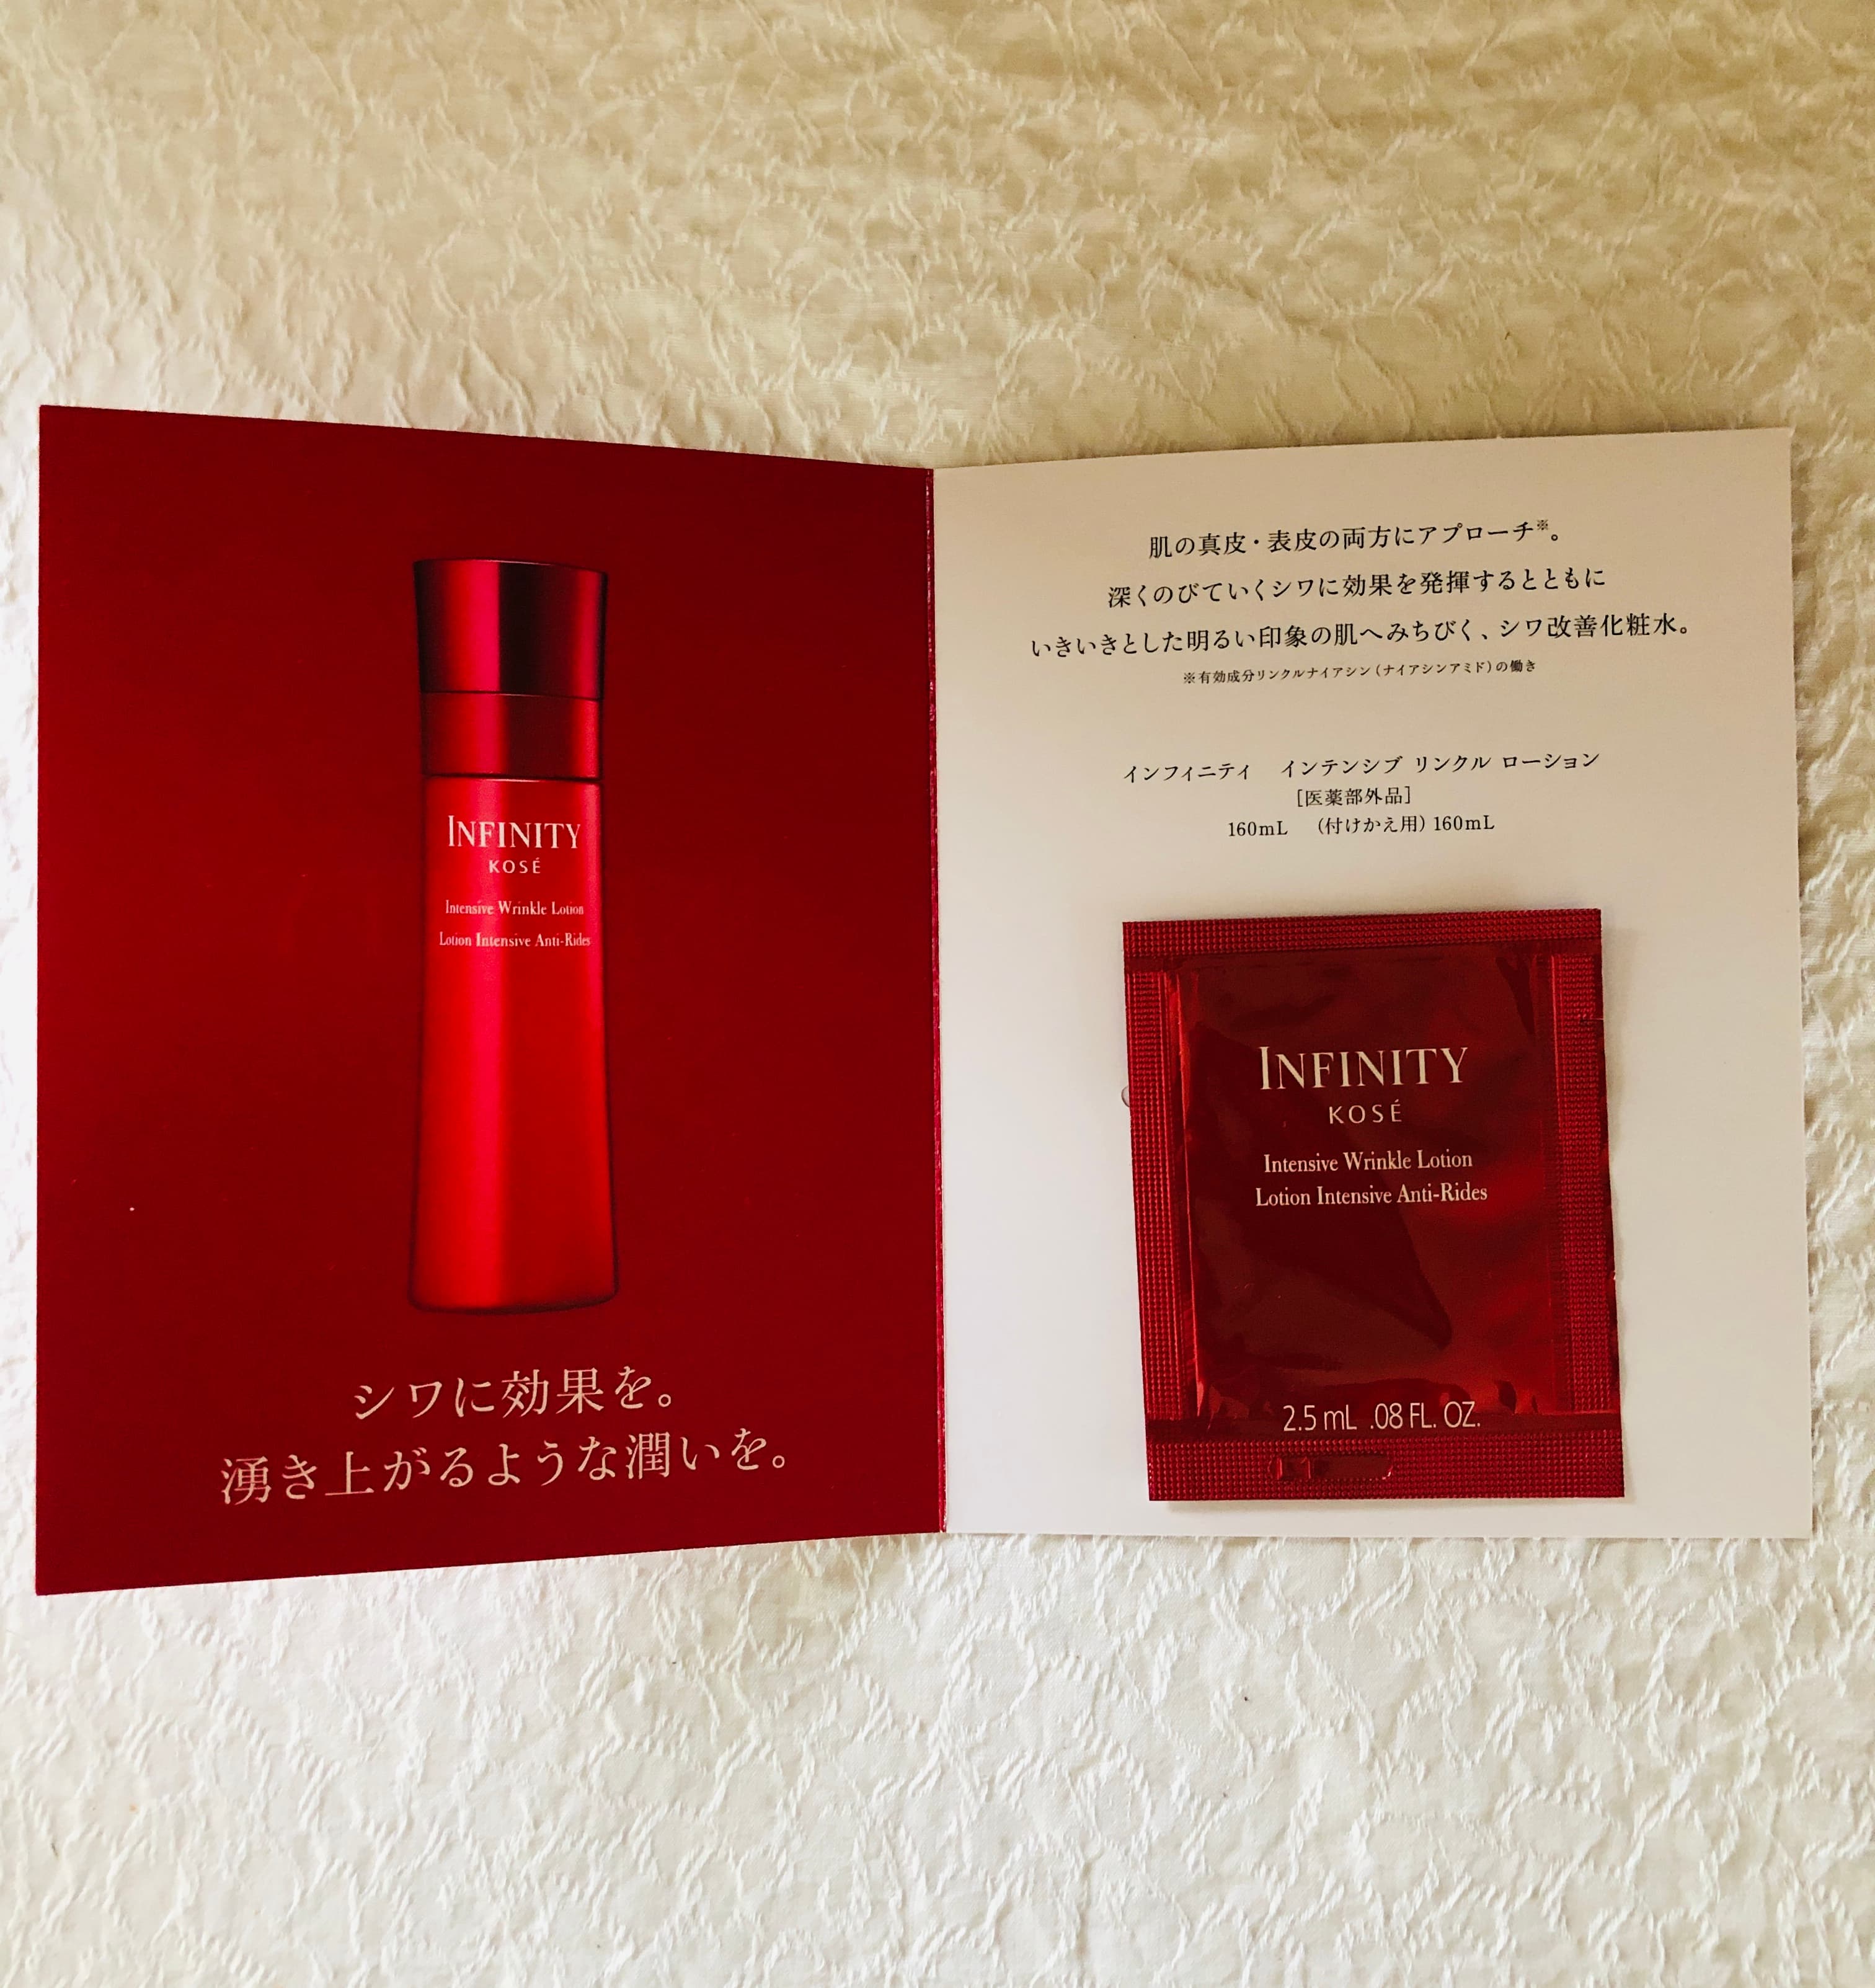 INFINITY
KOSÉ
Intensive Wrinkle Lotion
Lotion Intensive Anti-Rides
シワに効果を。
湧き上がるような潤いを。
肌の真皮・表皮の両方にアプローチ※。
深くのびていくシワに効果を発揮するとともに
いきいきとした明るい印象の肌へみちびく、シワ改善化粧水。
※有効成分リンクルナイアシン（ナイアシンアミド）の働き
インフィニティ　インテンシブ リンクル ローション
［医薬部外品］
160mL　（付けかえ用）160mL
INFINITY
KOSÉ
Intensive Wrinkle Lotion
Lotion Intensive Anti-Rides
2.5 mL .08 FL. OZ.